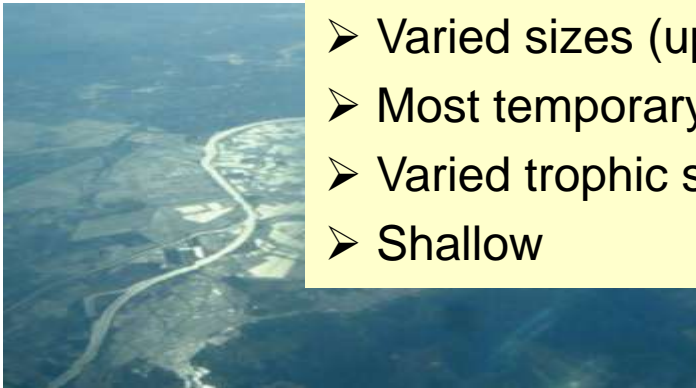 ➢ Varied sizes (up
➢ Most temporary
➢ Varied trophic s
➢ Shallow